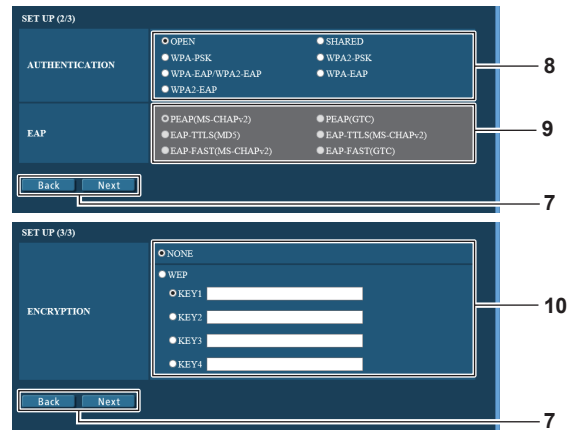 SET UP (2/3)
AUTHENTICATION
OPEN SHARED
WPA-PSK WPA2-PSK
WPA-EAP/WPA2-EAP WPA-EAP
WPA2-EAP
8
EAP
PEAP(MS-CHAPv2) PEAP(GTC)
EAP-TTLS(MD5) EAP-TTLS(MS-CHAPv2)
EAP-FAST(MS-CHAPv2) EAP-FAST(GTC)
9
Back Next
7
SET UP (3/3)
ENCRYPTION
NONE
WEP
KEY1
KEY2
KEY3
KEY4
10
Back Next
7